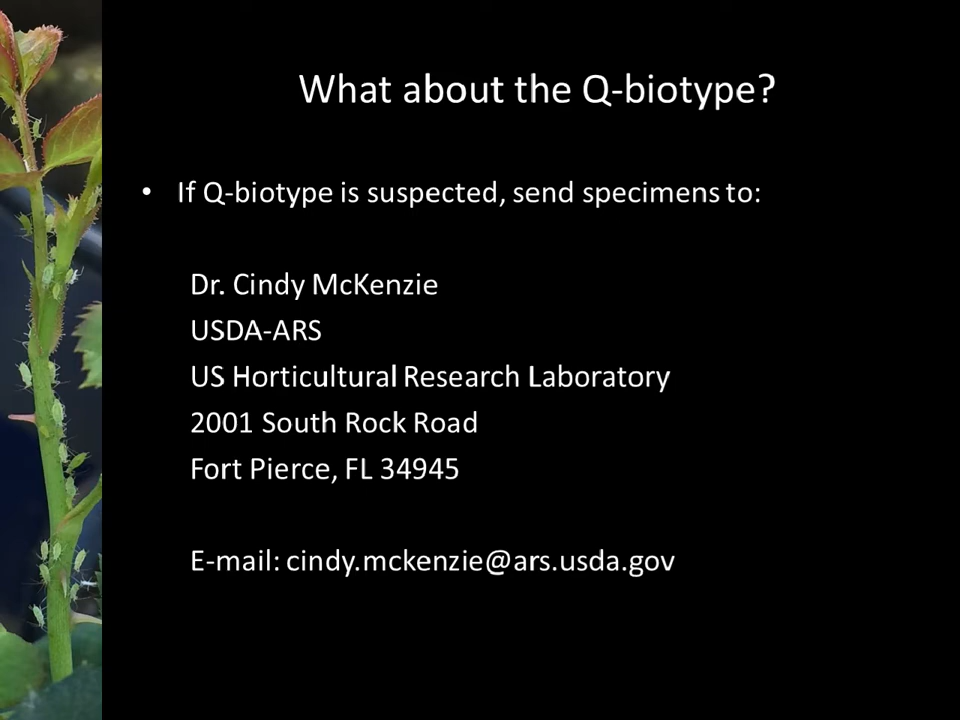 What about the Q-biotype?
• If Q-biotype is suspected, send specimens to:
Dr. Cindy McKenzie
USDA-ARS
US Horticultural Research Laboratory
2001 South Rock Road
Fort Pierce, FL 34945
E-mail: cindy.mckenzie@ars.usda.gov